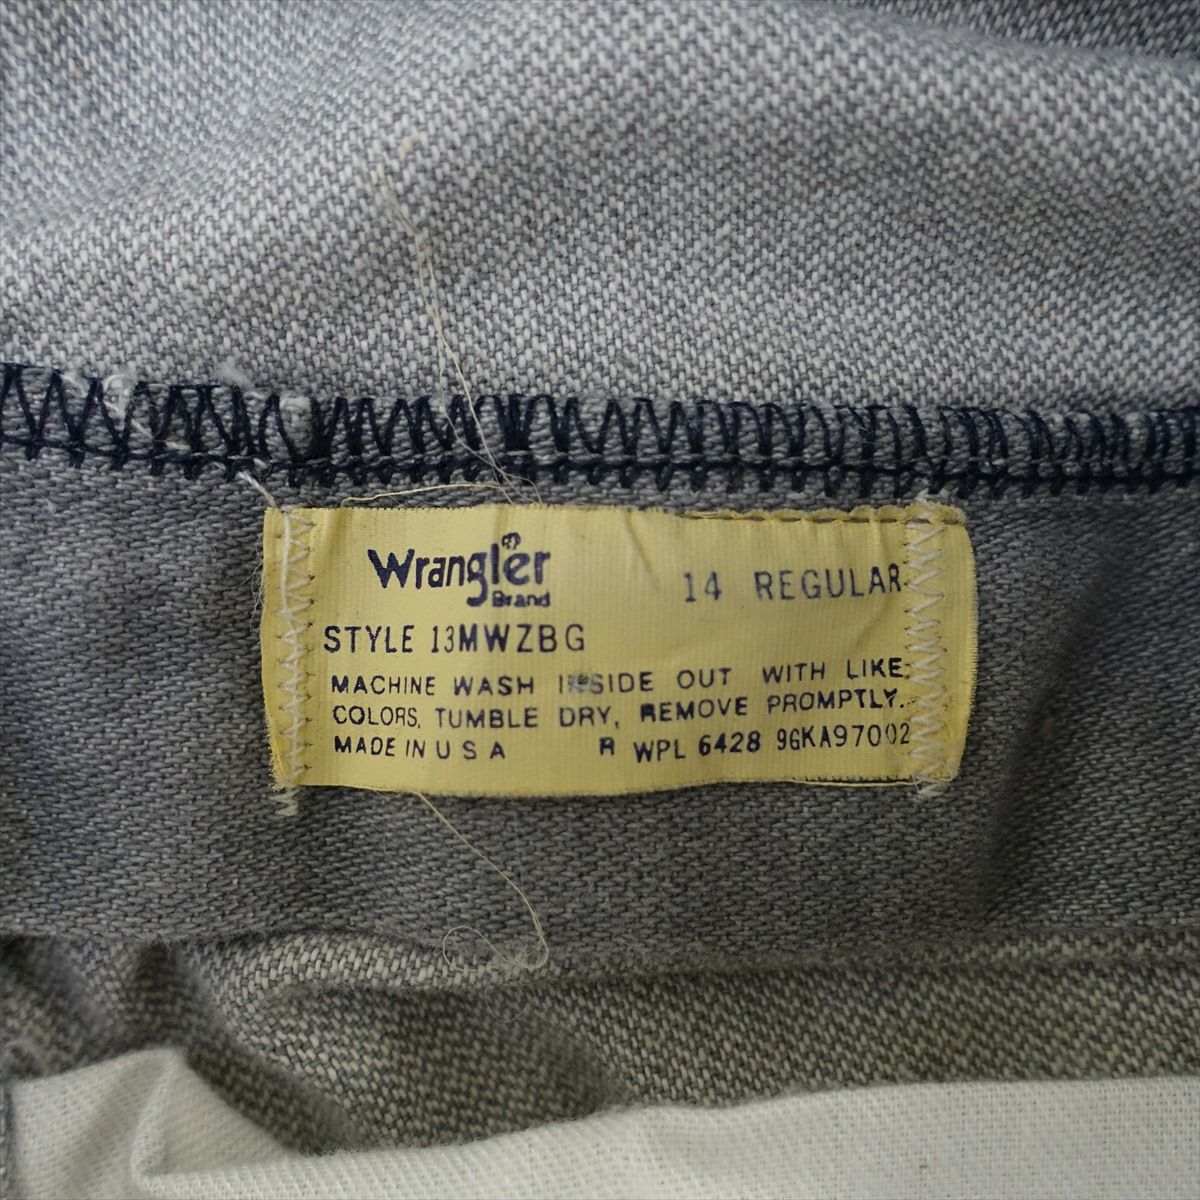 Wrangler
Brand
14 REGULAR
STYLE 13MWZBG
MACHINE WASH INSIDE OUT WITH LIKE
COLORS, TUMBLE DRY, REMOVE PROMPTLY.
MADE IN U S A R WPL 6428 9GKA97002